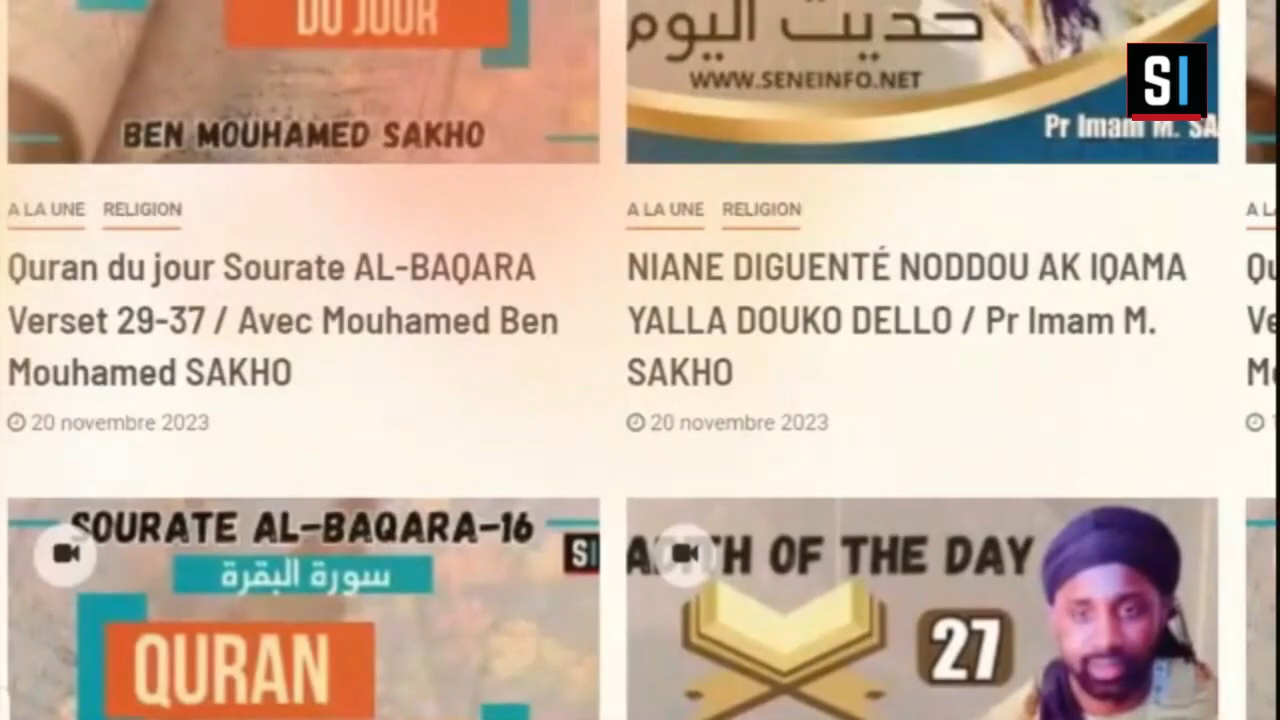 DU JOUR
BEN MOUHAMED SAKHO
حديث اليوم
WWW.SENEINFO.NET
Pr Imam M. SA
SI
A LA UNE RELIGION
Quran du jour Sourate AL-BAQARA
Verset 29-37 / Avec Mouhamed Ben
Mouhamed SAKHO
20 novembre 2023
A LA UNE RELIGION
NIANE DIGUENTÉ NODDOU AK IQAMA
YALLA DOUKO DELLO / Pr Imam M.
SAKHO
20 novembre 2023
SOURATE AL-BAQARA-16
سورة البقرة
SI
QURAN
OF THE DAY
27